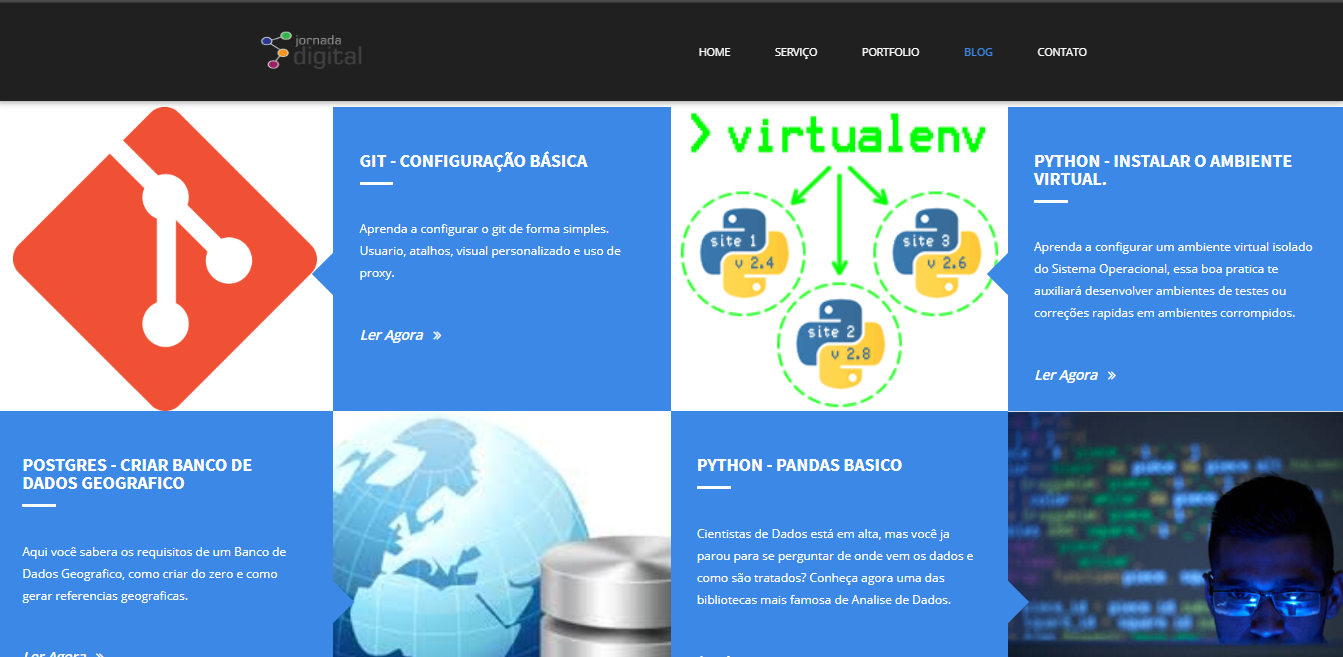 jornada
digital
HOME SERVIÇO PORTFOLIO BLOG CONTATO
GIT - CONFIGURAÇÃO BÁSICA
Aprenda a configurar o git de forma simples.
Usuario, atalhos, visual personalizado e uso de
proxy.
Ler Agora »
> virtualenv
site 1
v 2.4
site 3
v 2.6
site 2
v 2.8
PYTHON - INSTALAR O AMBIENTE
VIRTUAL.
Aprenda a configurar um ambiente virtual isolado
do Sistema Operacional, essa boa pratica te
auxiliará desenvolver ambientes de testes ou
correções rapidas em ambientes corrompidos.
Ler Agora »
POSTGRES - CRIAR BANCO DE
DADOS GEOGRAFICO
Aqui você sabera os requisitos de um Banco de
Dados Geografico, como criar do zero e como
gerar referencias geograficas.
Ler Agora »
PYTHON - PANDAS BASICO
Cientistas de Dados está em alta, mas você ja
parou para se perguntar de onde vem os dados e
como são tratados? Conheça agora uma das
bibliotecas mais famosa de Analise de Dados.